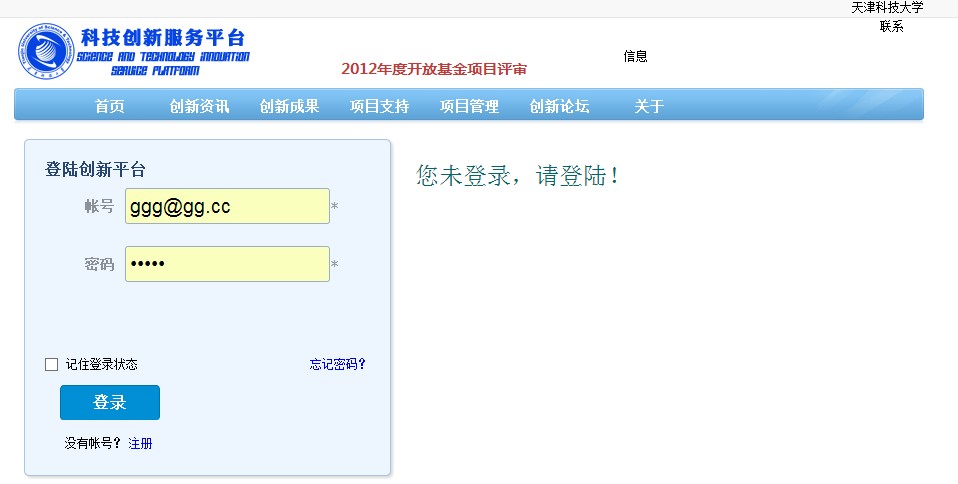 天津科技大学
联系
科技创新服务平台
SCIENCE AND TECHNOLOGY INNOVATION
SERVICE PLATFORM
信息
2012年度开放基金项目评审
首页 创新资讯 创新成果 项目支持 项目管理 创新论坛 关于
登陆创新平台
您未登录，请登陆！
帐号 ggg@gg.cc *
密码 ••••• *
记住登录状态 忘记密码？
登录
没有帐号？ 注册